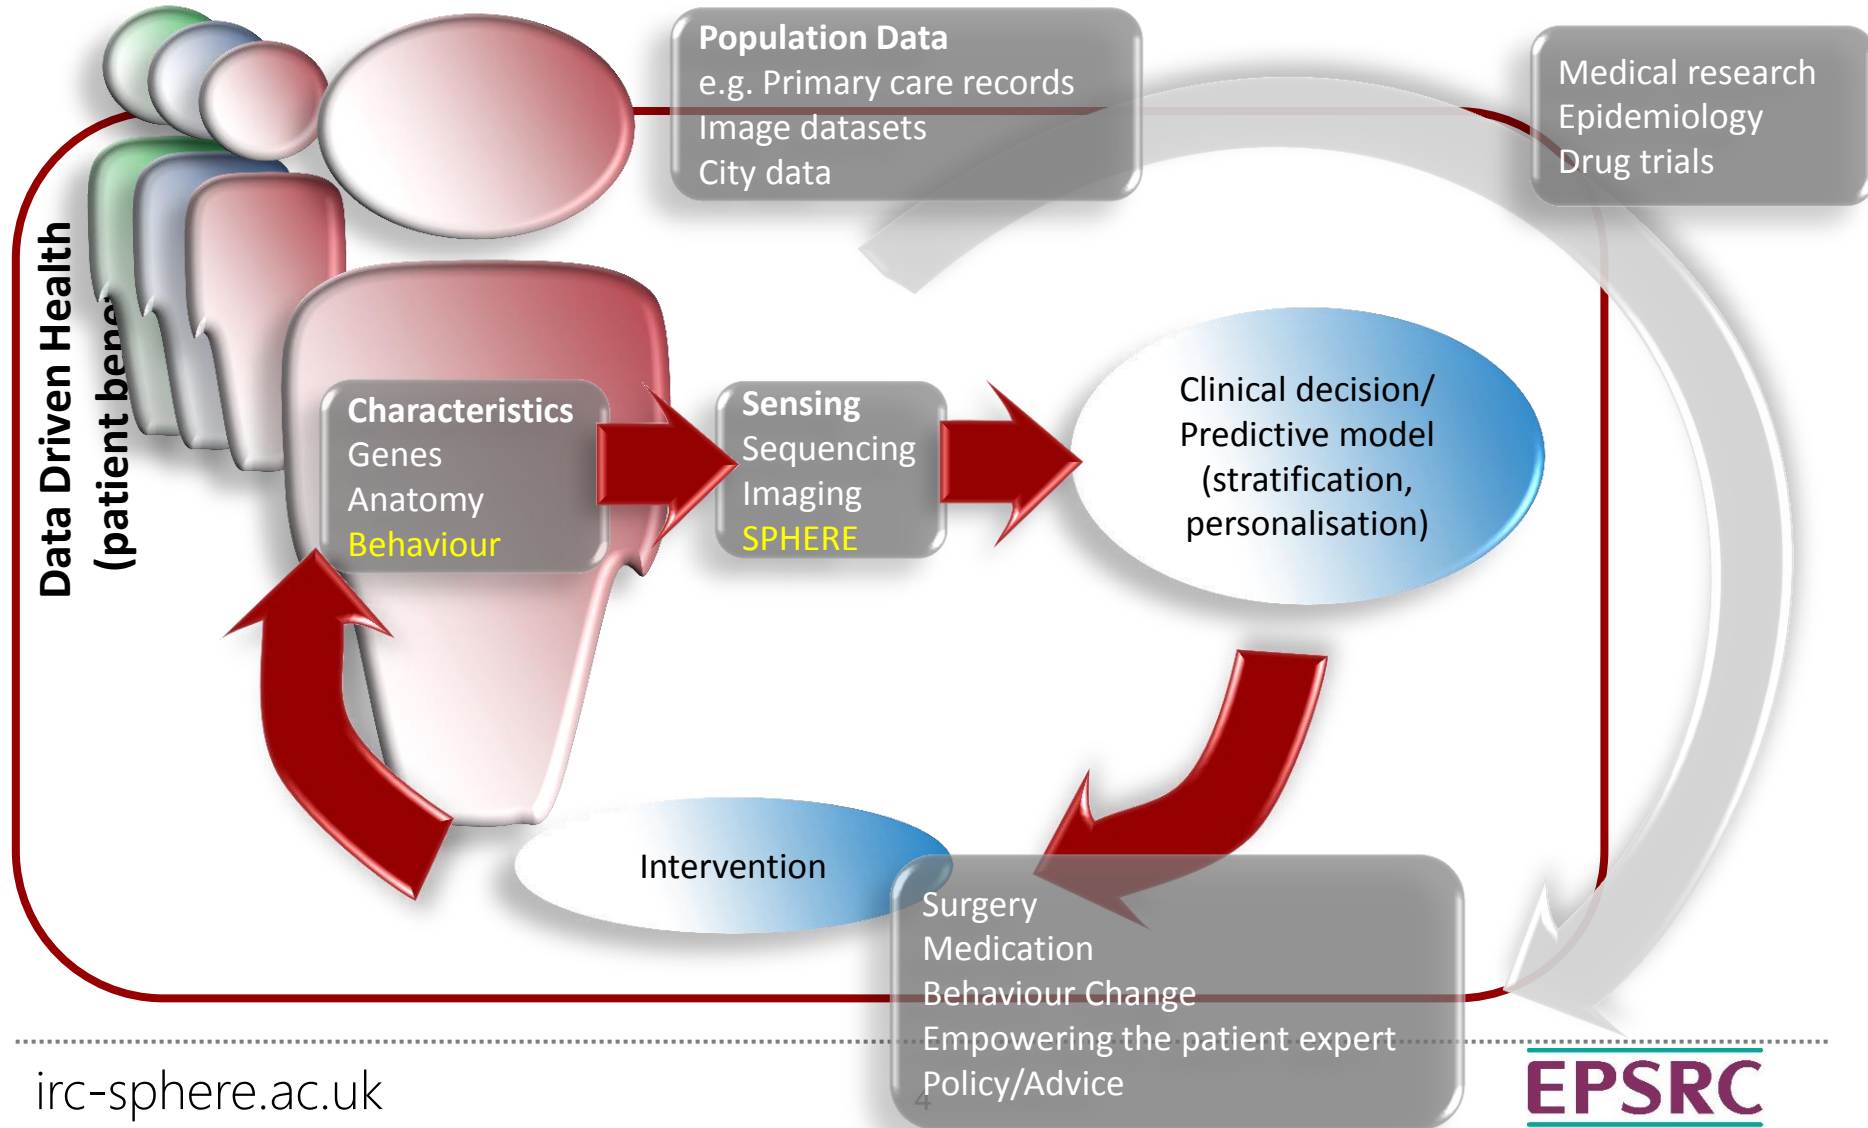 Population Data
e.g. Primary care records
Image datasets
City data
Medical research
Epidemiology
Drug trials
Data Driven Health
(patient
Characteristics
Genes
Anatomy
Behaviour
Sensing
Sequencing
Imaging
SPHERE
Clinical decision/
Predictive model
(stratification,
personalisation)
Intervention
Surgery
Medication
Behaviour Change
Empowering the patient expert
Policy/Advice
irc-sphere.ac.uk
4
EPSRC